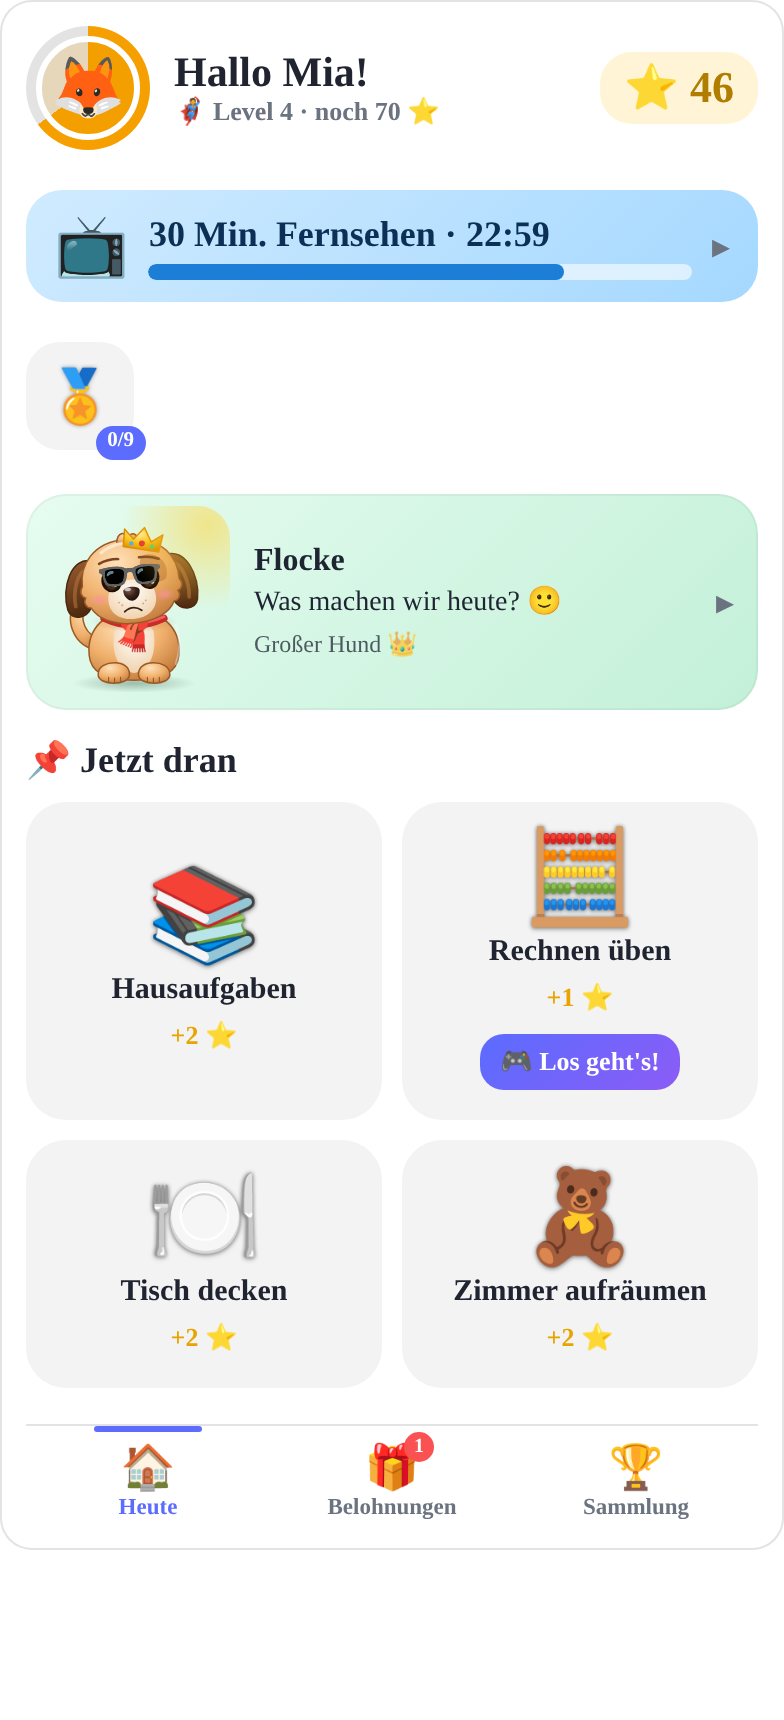 Hallo Mia!
Level 4 · noch 70 ⭐
⭐ 46
30 Min. Fernsehen · 22:59
0/9
Flocke
Was machen wir heute? 🙂
Großer Hund 👑
📌 Jetzt dran
Hausaufgaben
+2 ⭐
Rechnen üben
+1 ⭐
🎮 Los geht's!
Tisch decken
+2 ⭐
Zimmer aufräumen
+2 ⭐
Heute
1
Belohnungen
Sammlung